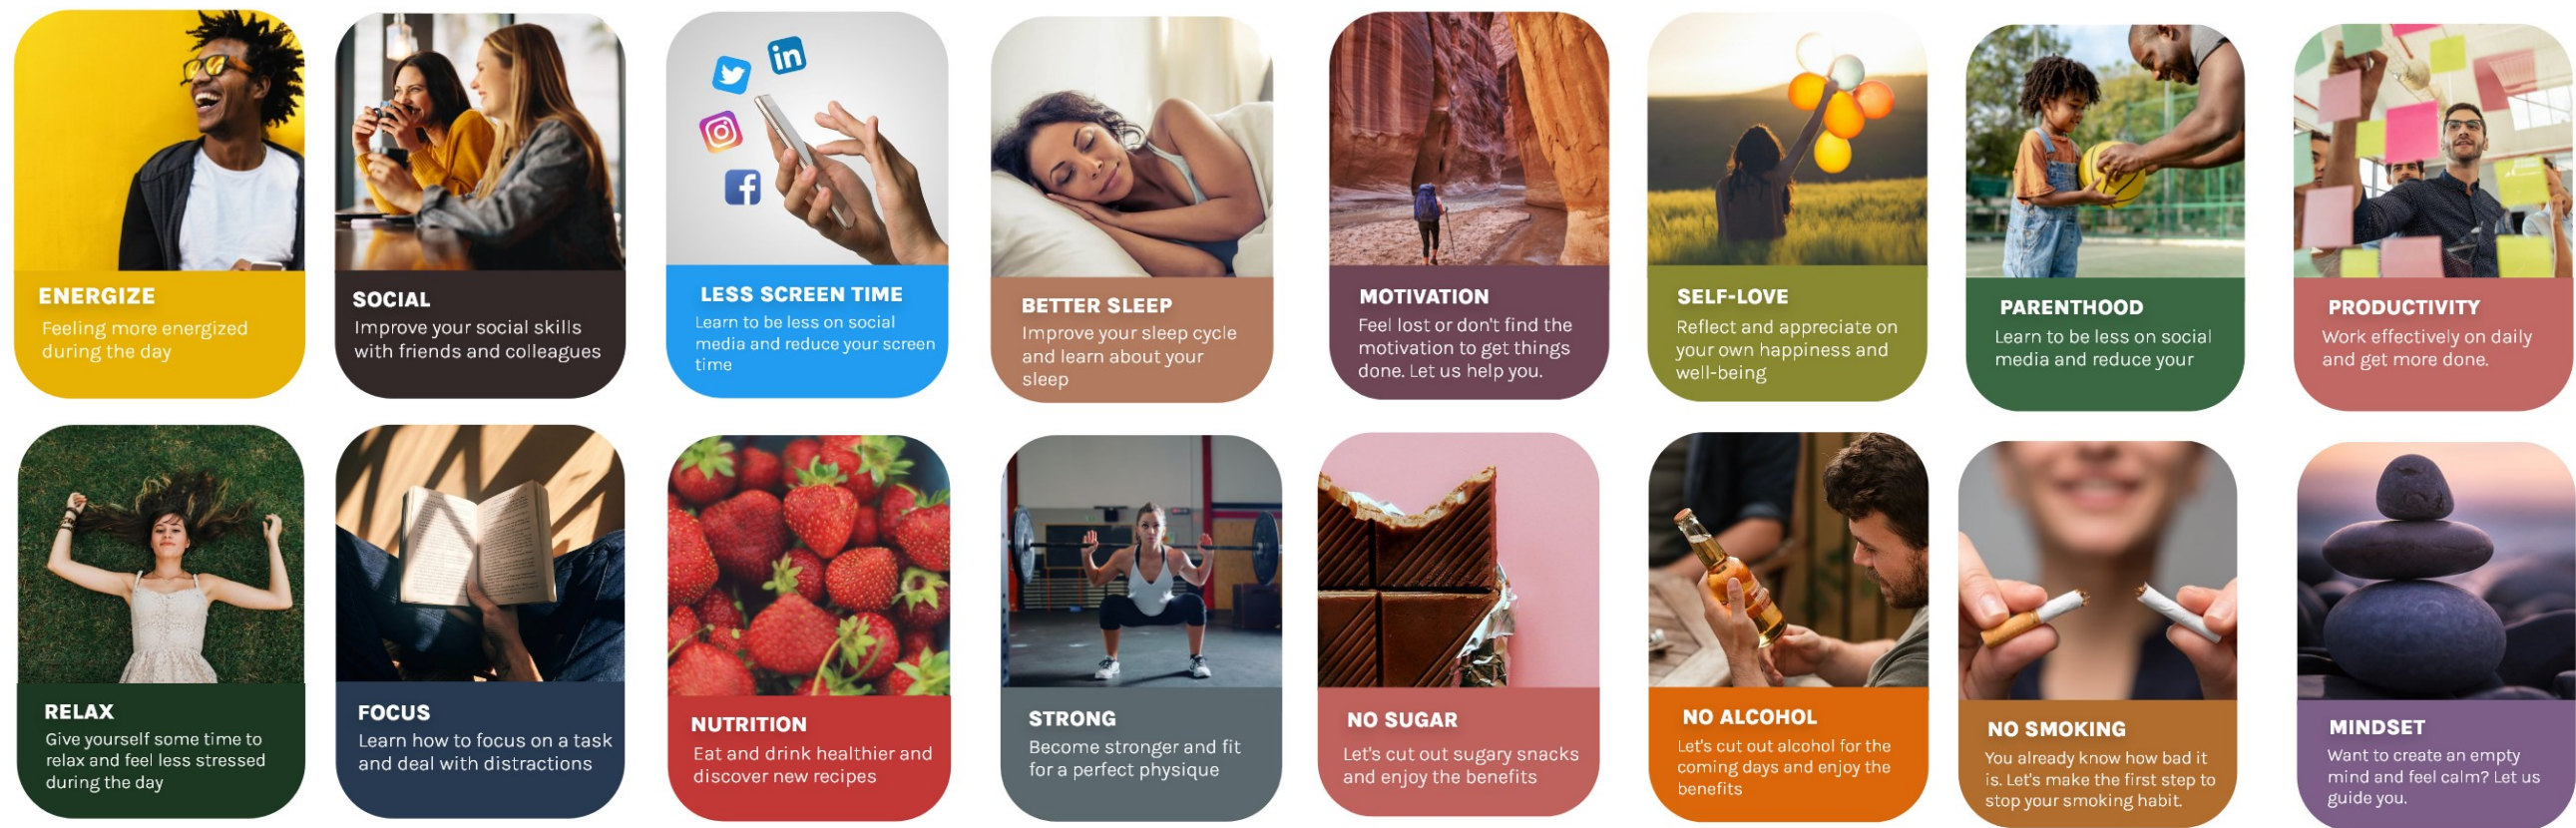 ENERGIZE
Feeling more energized
during the day
SOCIAL
Improve your social skills
with friends and colleagues
in
f
LESS SCREEN TIME
Learn to be less on social
media and reduce your screen
time
BETTER SLEEP
Improve your sleep cycle
and learn about your
sleep
MOTIVATION
Feel lost or don't find the
motivation to get things
done. Let us help you.
SELF-LOVE
Reflect and appreciate on
your own happiness and
well-being
PARENTHOOD
Learn to be less on social
media and reduce your
PRODUCTIVITY
Work effectively on daily
and get more done.
RELAX
Give yourself some time to
relax and feel less stressed
during the day
FOCUS
Learn how to focus on a task
and deal with distractions
NUTRITION
Eat and drink healthier and
discover new recipes
STRONG
Become stronger and fit
for a perfect physique
NO SUGAR
Let's cut out sugary snacks
and enjoy the benefits
NO ALCOHOL
Let's cut out alcohol for the
coming days and enjoy the
benefits
NO SMOKING
You already know how bad it
is. Let's make the first step to
stop your smoking habit.
MINDSET
Want to create an empty
mind and feel calm? Let us
guide you.